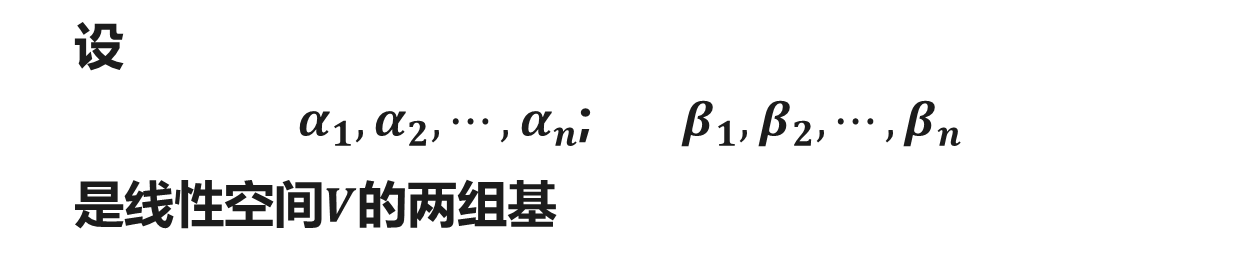 设
α₁, α₂, ⋯, αₙ;  β₁, β₂, ⋯, βₙ
是线性空间V的两组基